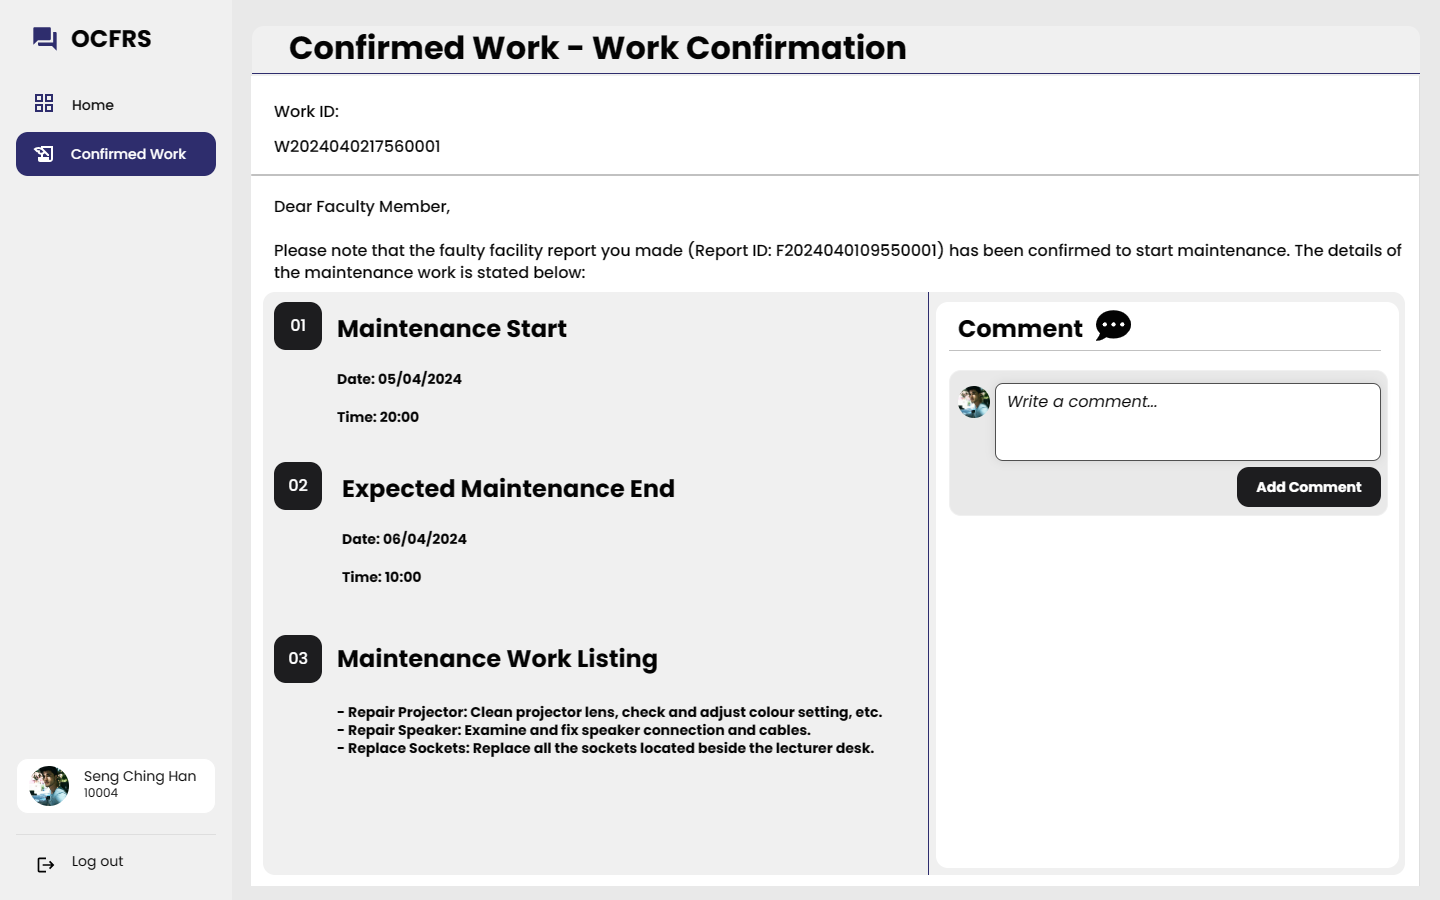 OCFRS
Home
Confirmed Work
Seng Ching Han
10004
Log out
Confirmed Work - Work Confirmation
Work ID:
W2024040217560001
Dear Faculty Member,
Please note that the faulty facility report you made (Report ID: F2024040109550001) has been confirmed to start maintenance. The details of
the maintenance work is stated below:
01
Maintenance Start
Date: 05/04/2024
Time: 20:00
02
Expected Maintenance End
Date: 06/04/2024
Time: 10:00
03
Maintenance Work Listing
- Repair Projector: Clean projector lens, check and adjust colour setting, etc.
- Repair Speaker: Examine and fix speaker connection and cables.
- Replace Sockets: Replace all the sockets located beside the lecturer desk.
Comment
Write a comment...
Add Comment